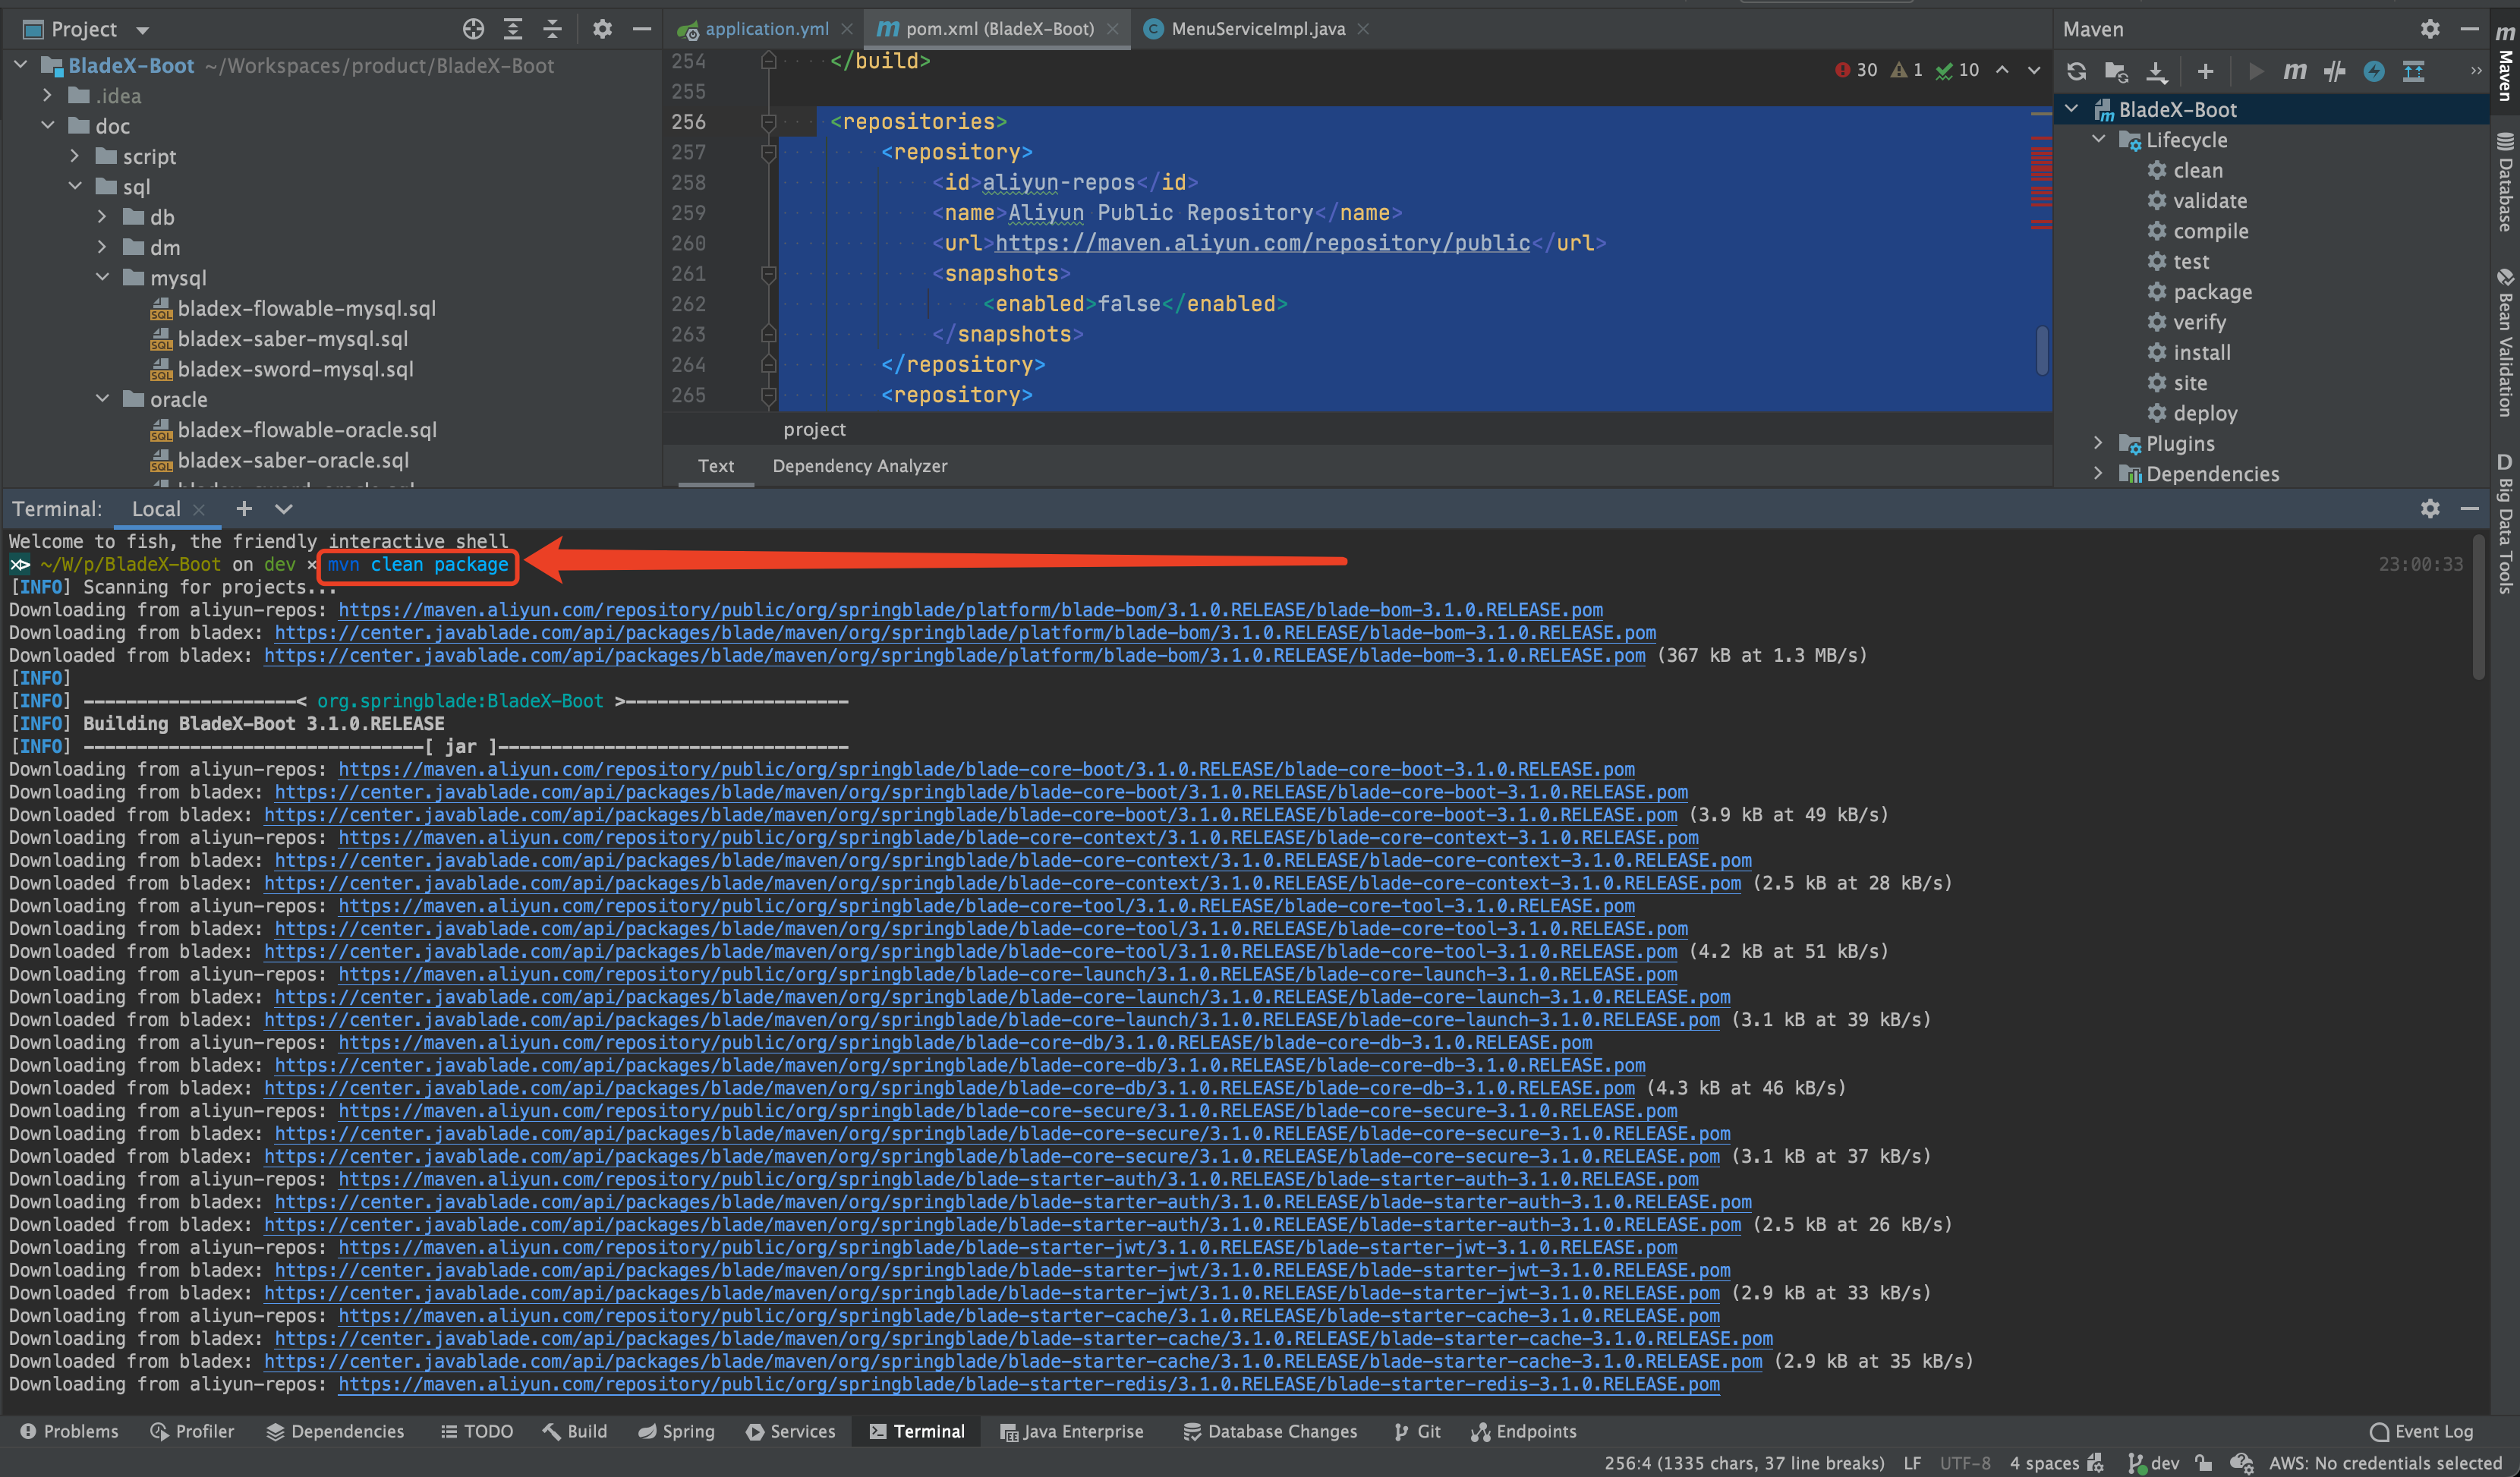 Project
application.yml
pom.xml (BladeX-Boot)
MenuServiceImpl.java
Maven
BladeX-Boot ~/Workspaces/product/BladeX-Boot
.idea
doc
script
sql
db
dm
mysql
bladex-flowable-mysql.sql
bladex-saber-mysql.sql
bladex-sword-mysql.sql
oracle
bladex-flowable-oracle.sql
bladex-saber-oracle.sql
30 1 10
254 </build>
255
256 <repositories>
257 <repository>
258 <id>aliyun-repos</id>
259 <name>Aliyun Public Repository</name>
260 <url>https://maven.aliyun.com/repository/public</url>
261 <snapshots>
262 <enabled>false</enabled>
263 </snapshots>
264 </repository>
265 <repository>
project
Text Dependency Analyzer
BladeX-Boot
Lifecycle
clean
validate
compile
test
package
verify
install
site
deploy
Plugins
Dependencies
Maven
Database
Bean Validation
D Big Data Tools
Terminal: Local
Welcome to fish, the friendly interactive shell
~/W/p/BladeX-Boot on dev × mvn clean package 23:00:33
[INFO] Scanning for projects...
Downloading from aliyun-repos: https://maven.aliyun.com/repository/public/org/springblade/platform/blade-bom/3.1.0.RELEASE/blade-bom-3.1.0.RELEASE.pom
Downloading from bladex: https://center.javablade.com/api/packages/blade/maven/org/springblade/platform/blade-bom/3.1.0.RELEASE/blade-bom-3.1.0.RELEASE.pom
Downloaded from bladex: https://center.javablade.com/api/packages/blade/maven/org/springblade/platform/blade-bom/3.1.0.RELEASE/blade-bom-3.1.0.RELEASE.pom (367 kB at 1.3 MB/s)
[INFO]
[INFO] --------------------< org.springblade:BladeX-Boot >---------------------
[INFO] Building BladeX-Boot 3.1.0.RELEASE
[INFO] --------------------------------[ jar ]---------------------------------
Downloading from aliyun-repos: https://maven.aliyun.com/repository/public/org/springblade/blade-core-boot/3.1.0.RELEASE/blade-core-boot-3.1.0.RELEASE.pom
Downloading from bladex: https://center.javablade.com/api/packages/blade/maven/org/springblade/blade-core-boot/3.1.0.RELEASE/blade-core-boot-3.1.0.RELEASE.pom
Downloaded from bladex: https://center.javablade.com/api/packages/blade/maven/org/springblade/blade-core-boot/3.1.0.RELEASE/blade-core-boot-3.1.0.RELEASE.pom (3.9 kB at 49 kB/s)
Downloading from aliyun-repos: https://maven.aliyun.com/repository/public/org/springblade/blade-core-context/3.1.0.RELEASE/blade-core-context-3.1.0.RELEASE.pom
Downloading from bladex: https://center.javablade.com/api/packages/blade/maven/org/springblade/blade-core-context/3.1.0.RELEASE/blade-core-context-3.1.0.RELEASE.pom
Downloaded from bladex: https://center.javablade.com/api/packages/blade/maven/org/springblade/blade-core-context/3.1.0.RELEASE/blade-core-context-3.1.0.RELEASE.pom (2.5 kB at 28 kB/s)
Downloading from aliyun-repos: https://maven.aliyun.com/repository/public/org/springblade/blade-core-tool/3.1.0.RELEASE/blade-core-tool-3.1.0.RELEASE.pom
Downloading from bladex: https://center.javablade.com/api/packages/blade/maven/org/springblade/blade-core-tool/3.1.0.RELEASE/blade-core-tool-3.1.0.RELEASE.pom
Downloaded from bladex: https://center.javablade.com/api/packages/blade/maven/org/springblade/blade-core-tool/3.1.0.RELEASE/blade-core-tool-3.1.0.RELEASE.pom (4.2 kB at 51 kB/s)
Downloading from aliyun-repos: https://maven.aliyun.com/repository/public/org/springblade/blade-core-launch/3.1.0.RELEASE/blade-core-launch-3.1.0.RELEASE.pom
Downloading from bladex: https://center.javablade.com/api/packages/blade/maven/org/springblade/blade-core-launch/3.1.0.RELEASE/blade-core-launch-3.1.0.RELEASE.pom
Downloaded from bladex: https://center.javablade.com/api/packages/blade/maven/org/springblade/blade-core-launch/3.1.0.RELEASE/blade-core-launch-3.1.0.RELEASE.pom (3.1 kB at 39 kB/s)
Downloading from aliyun-repos: https://maven.aliyun.com/repository/public/org/springblade/blade-core-db/3.1.0.RELEASE/blade-core-db-3.1.0.RELEASE.pom
Downloading from bladex: https://center.javablade.com/api/packages/blade/maven/org/springblade/blade-core-db/3.1.0.RELEASE/blade-core-db-3.1.0.RELEASE.pom
Downloaded from bladex: https://center.javablade.com/api/packages/blade/maven/org/springblade/blade-core-db/3.1.0.RELEASE/blade-core-db-3.1.0.RELEASE.pom (4.3 kB at 46 kB/s)
Downloading from aliyun-repos: https://maven.aliyun.com/repository/public/org/springblade/blade-core-secure/3.1.0.RELEASE/blade-core-secure-3.1.0.RELEASE.pom
Downloading from bladex: https://center.javablade.com/api/packages/blade/maven/org/springblade/blade-core-secure/3.1.0.RELEASE/blade-core-secure-3.1.0.RELEASE.pom
Downloaded from bladex: https://center.javablade.com/api/packages/blade/maven/org/springblade/blade-core-secure/3.1.0.RELEASE/blade-core-secure-3.1.0.RELEASE.pom (3.1 kB at 37 kB/s)
Downloading from aliyun-repos: https://maven.aliyun.com/repository/public/org/springblade/blade-starter-auth/3.1.0.RELEASE/blade-starter-auth-3.1.0.RELEASE.pom
Downloading from bladex: https://center.javablade.com/api/packages/blade/maven/org/springblade/blade-starter-auth/3.1.0.RELEASE/blade-starter-auth-3.1.0.RELEASE.pom
Downloaded from bladex: https://center.javablade.com/api/packages/blade/maven/org/springblade/blade-starter-auth/3.1.0.RELEASE/blade-starter-auth-3.1.0.RELEASE.pom (2.5 kB at 26 kB/s)
Downloading from aliyun-repos: https://maven.aliyun.com/repository/public/org/springblade/blade-starter-jwt/3.1.0.RELEASE/blade-starter-jwt-3.1.0.RELEASE.pom
Downloading from bladex: https://center.javablade.com/api/packages/blade/maven/org/springblade/blade-starter-jwt/3.1.0.RELEASE/blade-starter-jwt-3.1.0.RELEASE.pom
Downloaded from bladex: https://center.javablade.com/api/packages/blade/maven/org/springblade/blade-starter-jwt/3.1.0.RELEASE/blade-starter-jwt-3.1.0.RELEASE.pom (2.9 kB at 33 kB/s)
Downloading from aliyun-repos: https://maven.aliyun.com/repository/public/org/springblade/blade-starter-cache/3.1.0.RELEASE/blade-starter-cache-3.1.0.RELEASE.pom
Downloading from bladex: https://center.javablade.com/api/packages/blade/maven/org/springblade/blade-starter-cache/3.1.0.RELEASE/blade-starter-cache-3.1.0.RELEASE.pom
Downloaded from bladex: https://center.javablade.com/api/packages/blade/maven/org/springblade/blade-starter-cache/3.1.0.RELEASE/blade-starter-cache-3.1.0.RELEASE.pom (2.9 kB at 35 kB/s)
Downloading from aliyun-repos: https://maven.aliyun.com/repository/public/org/springblade/blade-starter-redis/3.1.0.RELEASE/blade-starter-redis-3.1.0.RELEASE.pom
Problems Profiler Dependencies TODO Build Spring Services Terminal Java Enterprise Database Changes Git Endpoints Event Log
256:4 (1335 chars, 37 line breaks) LF UTF-8 4 spaces dev AWS: No credentials selected